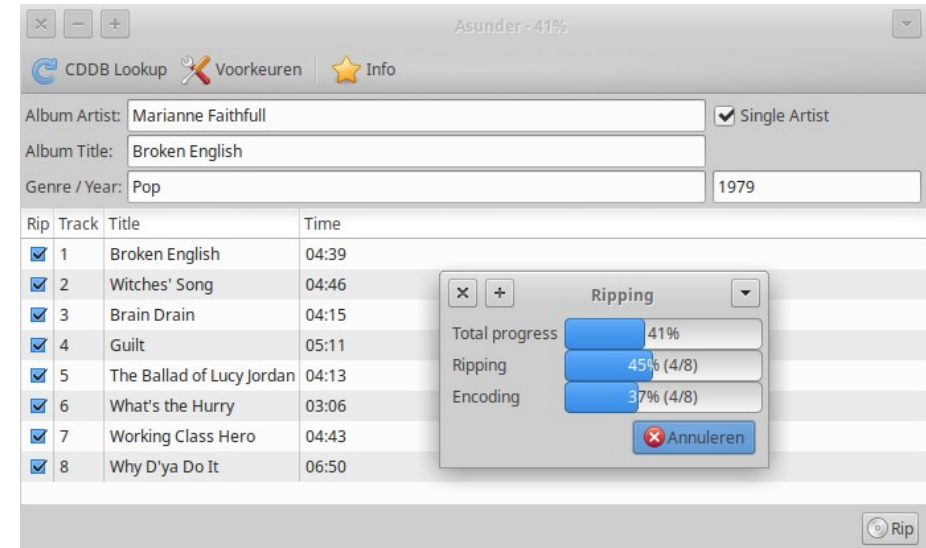 Asunder - 41%
CDDB Lookup Voorkeuren Info
Album Artist: Marianne Faithfull Single Artist
Album Title: Broken English
Genre / Year: Pop 1979
Rip Track Title Time
1 Broken English 04:39
2 Witches' Song 04:46
3 Brain Drain 04:15
4 Guilt 05:11
5 The Ballad of Lucy Jordan 04:13
6 What's the Hurry 03:06
7 Working Class Hero 04:43
8 Why D'ya Do It 06:50
Ripping
Total progress 41%
Ripping 45% (4/8)
Encoding 37% (4/8)
Annuleren
Rip